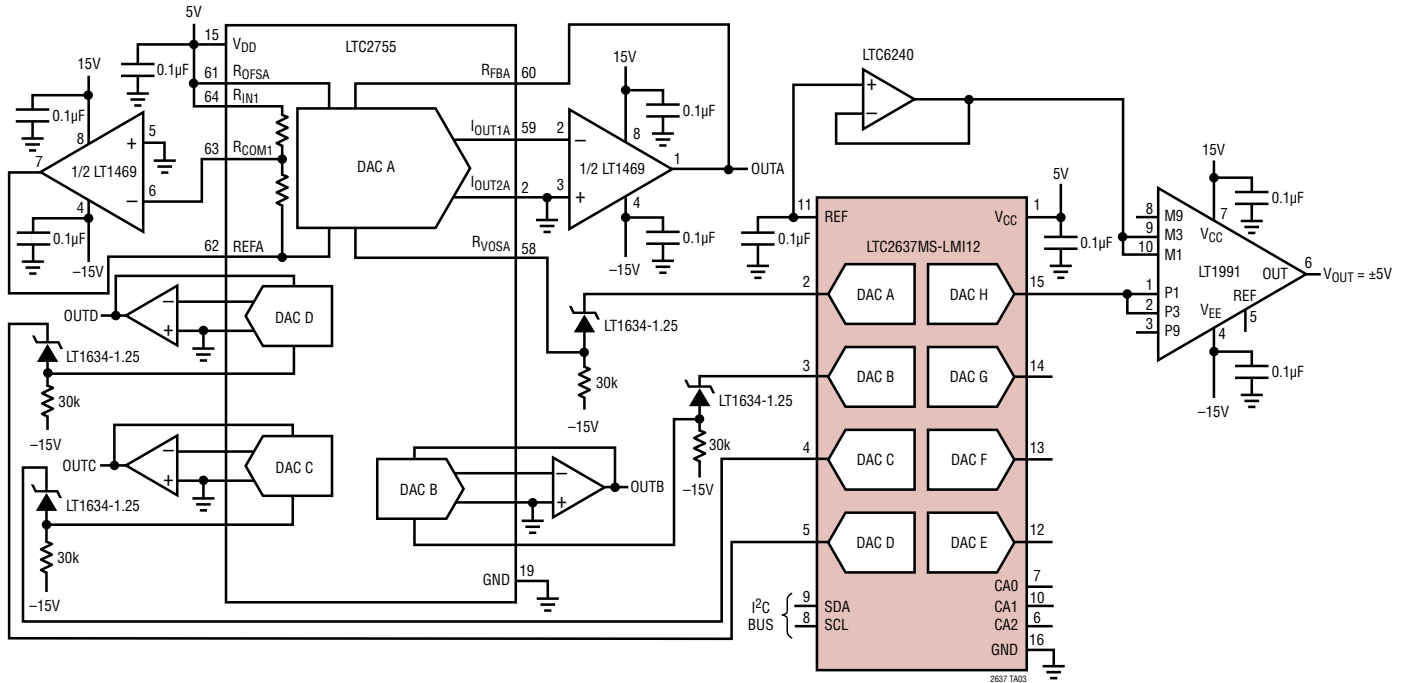 5V
15 VDD
LTC2755
0.1µF
61 ROFSA
64 RIN1
63 RCOM1
62 REFA
RFBA 60
IOUT1A 59
IOUT2A 2
RVOSA 58
DAC A
15V
0.1µF
8
5
+
7
1/2 LT1469
6
–
4
0.1µF
–15V
15V
0.1µF
2
–
8
1/2 LT1469
1
OUTA
3
+
4
0.1µF
–15V
LTC6240
+
–
OUTD
–
+
DAC D
LT1634-1.25
30k
–15V
OUTC
–
+
DAC C
LT1634-1.25
30k
–15V
DAC B
–
+
OUTB
GND 19
LT1634-1.25
30k
–15V
LT1634-1.25
30k
–15V
0.1µF
11 REF
VCC 1
5V
0.1µF
LTC2637MS-LMI12
2 DAC A
DAC H 15
3 DAC B
DAC G 14
4 DAC C
DAC F 13
5 DAC D
DAC E 12
CA0 7
CA1 10
CA2 6
GND 16
I2C
BUS
9 SDA
8 SCL
2637 TA03
15V
0.1µF
7
VCC
8 M9
9 M3
10 M1
LT1991
OUT 6
VOUT = ±5V
1 P1
2 P3
3 P9
REF
5
VEE
4
0.1µF
–15V